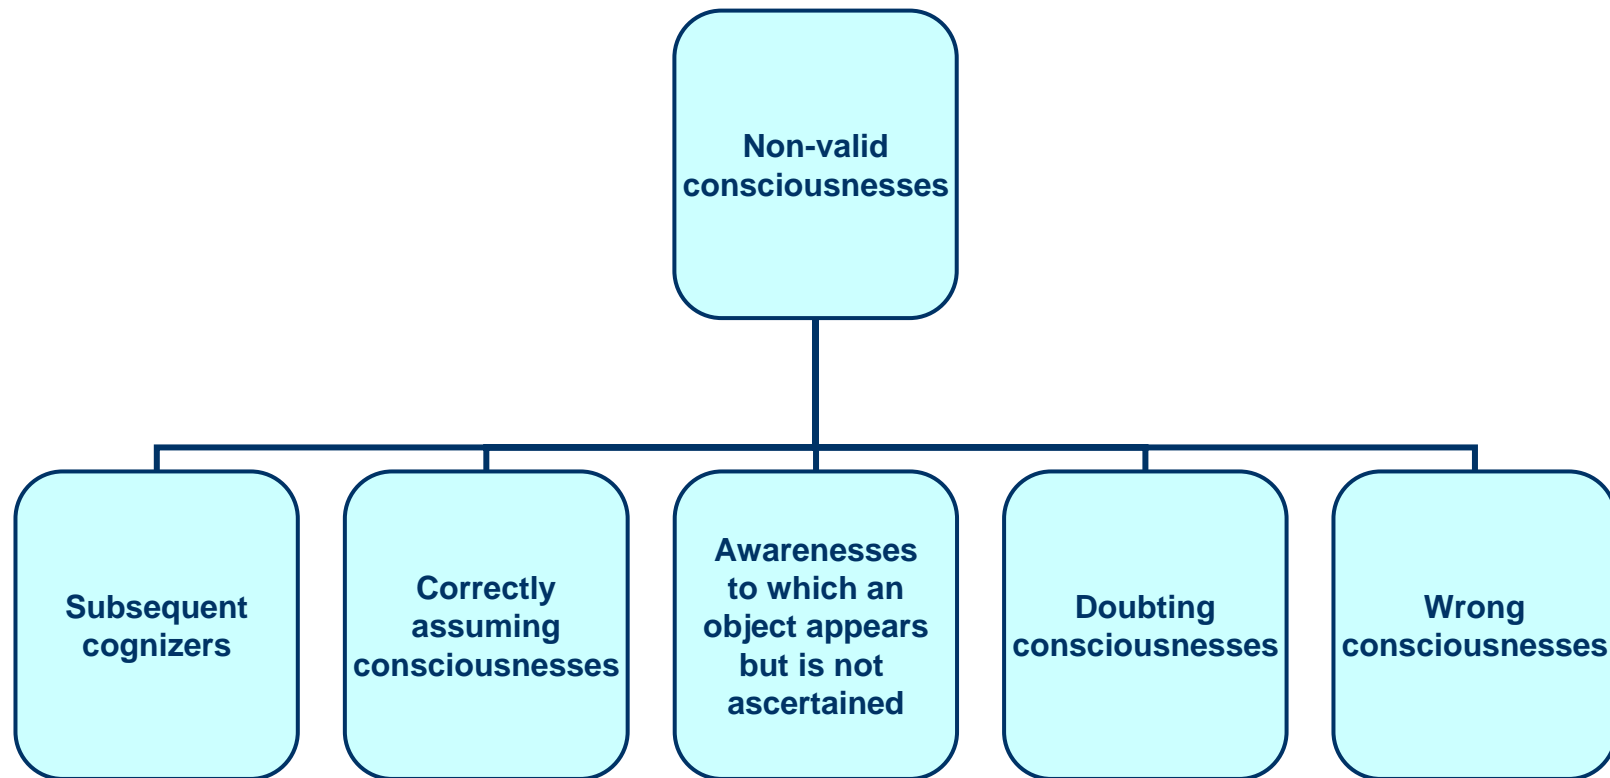 Non-valid
consciousnesses
Subsequent
cognizers
Correctly
assuming
consciousnesses
Awarenesses
to which an
object appears
but is not
ascertained
Doubting
consciousnesses
Wrong
consciousnesses